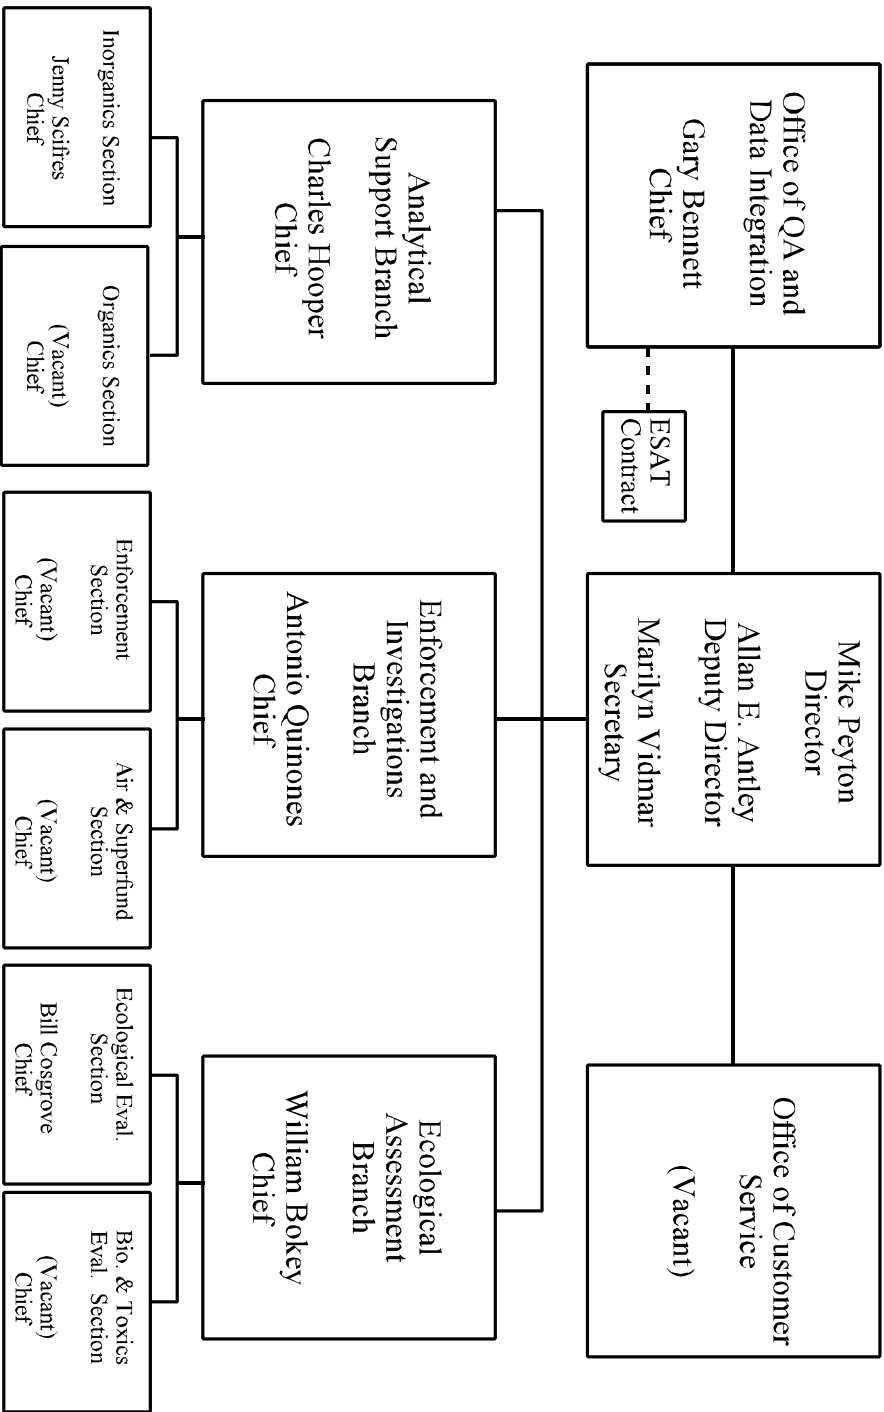 Office of QA and
Data Integration
Gary Bennett
Chief
ESAT
Contract
Mike Peyton
Director
Allan E. Antley
Deputy Director
Marilyn Vidmar
Secretary
Office of Customer
Service
(Vacant)
Analytical
Support Branch
Charles Hooper
Chief
Enforcement and
Investigations
Branch
Antonio Quinones
Chief
Ecological
Assessment
Branch
William Bokey
Chief
Inorganics Section
Jenny Scifres
Chief
Organics Section
(Vacant)
Chief
Enforcement
Section
(Vacant)
Chief
Air & Superfund
Section
(Vacant)
Chief
Ecological Eval.
Section
Bill Cosgrove
Chief
Bio. & Toxics
Eval. Section
(Vacant)
Chief